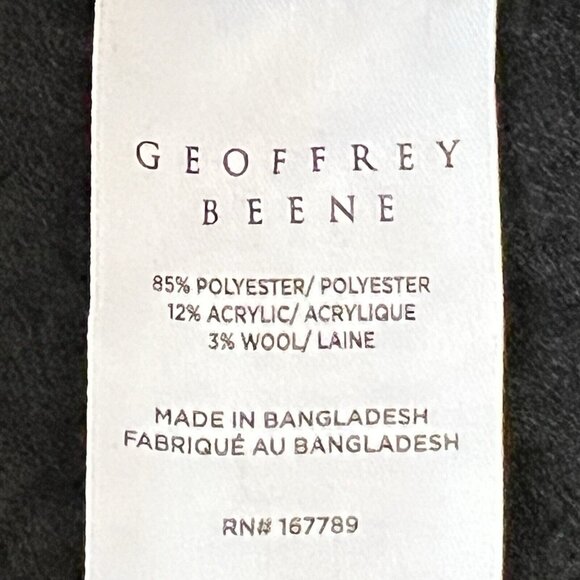 GEOFFREY
BEENE
85% POLYESTER/ POLYESTER
12% ACRYLIC/ ACRYLIQUE
3% WOOL/ LAINE
MADE IN BANGLADESH
FABRIQUÉ AU BANGLADESH
RN# 167789